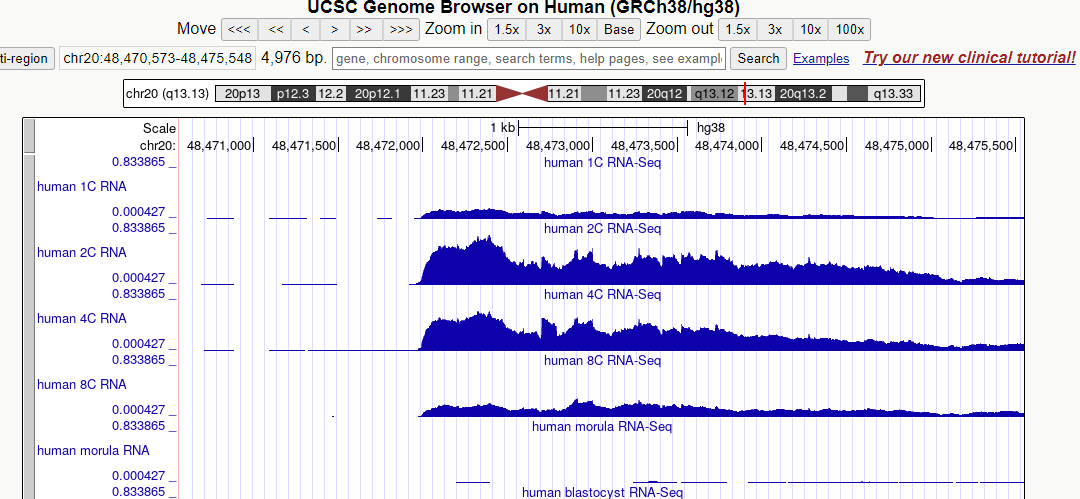 UCSC Genome Browser on Human (GRCh38/hg38)
Move <<< << < > >> >>> Zoom in 1.5x 3x 10x Base Zoom out 1.5x 3x 10x 100x
ti-region chr20:48,470,573-48,475,548 4,976 bp. gene, chromosome range, search terms, help pages, see exampl Search Examples Try our new clinical tutorial!
chr20 (q13.13) 20p13 p12.3 12.2 20p12.1 11.23 11.21 11.21 11.23 20q12 q13.12 13.13 20q13.2 q13.33
Scale 1 kb hg38
chr20: 48,471,000 48,471,500 48,472,000 48,472,500 48,473,000 48,473,500 48,474,000 48,474,500 48,475,000 48,475,500
0.833865 _ human 1C RNA-Seq
human 1C RNA
0.000427 _
0.833865 _ human 2C RNA-Seq
human 2C RNA
0.000427 _
0.833865 _ human 4C RNA-Seq
human 4C RNA
0.000427 _
0.833865 _ human 8C RNA-Seq
human 8C RNA
0.000427 _
0.833865 _ human morula RNA-Seq
human morula RNA
0.000427 _
0.833865 _ human blastocyst RNA-Seq